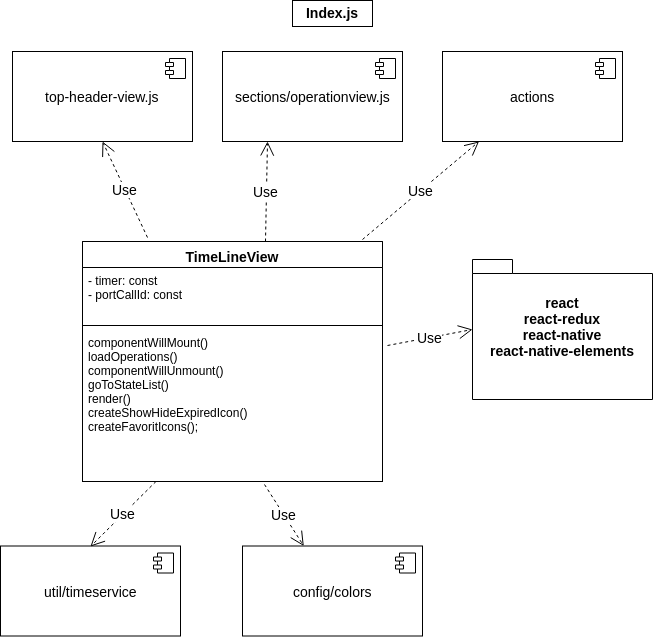 Index.js
top-header-view.js
sections/operationview.js
actions
Use
Use
Use
TimeLineView
- timer: const
- portCallId: const
componentWillMount()
loadOperations()
componentWillUnmount()
goToStateList()
render()
createShowHideExpiredIcon()
createFavoritIcons();
Use
react
react-redux
react-native
react-native-elements
Use
Use
util/timeservice
config/colors